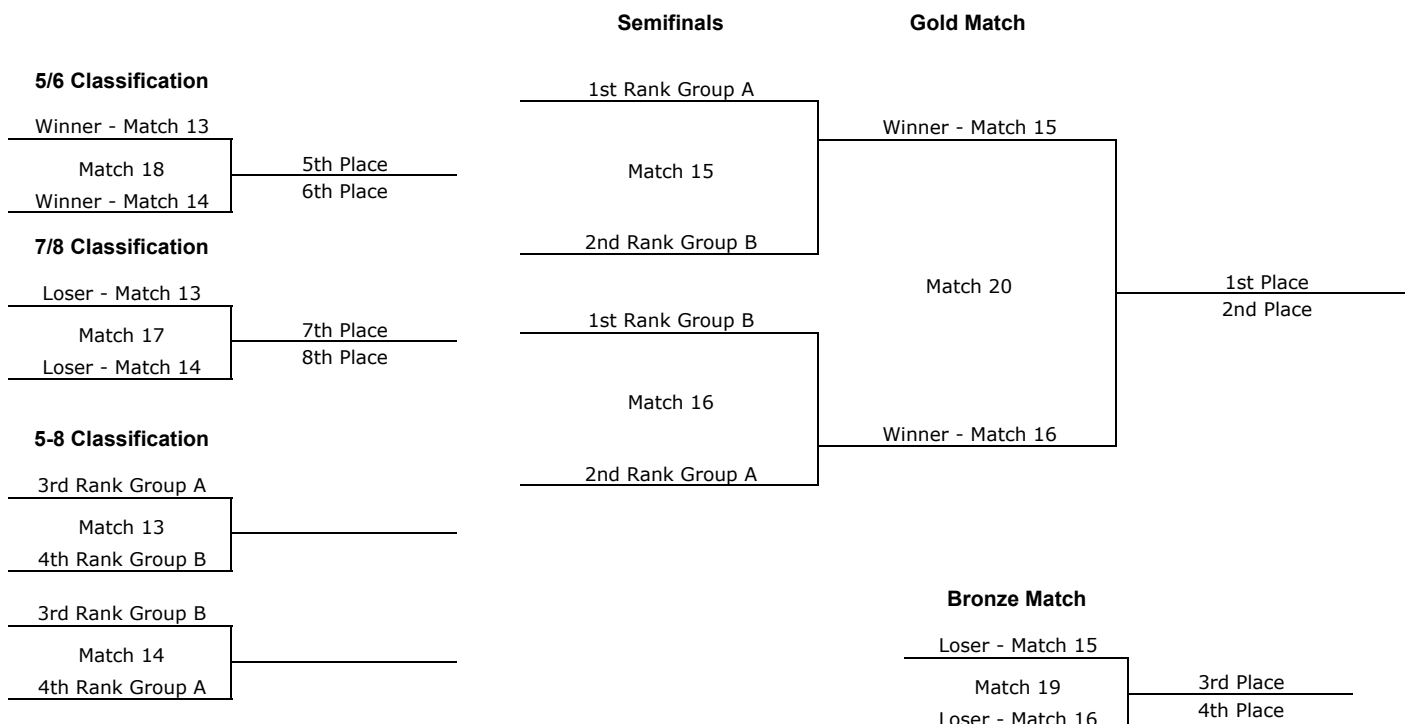 Semifinals
Gold Match
5/6 Classification
1st Rank Group A
Winner - Match 13
Winner - Match 15
Match 18
5th Place
Match 15
6th Place
Winner - Match 14
7/8 Classification
2nd Rank Group B
Loser - Match 13
Match 20
1st Place
2nd Place
Match 17
7th Place
1st Rank Group B
8th Place
Loser - Match 14
Match 16
5-8 Classification
Winner - Match 16
3rd Rank Group A
2nd Rank Group A
Match 13
4th Rank Group B
3rd Rank Group B
Bronze Match
Match 14
Loser - Match 15
4th Rank Group A
Match 19
3rd Place
4th Place
Loser - Match 16